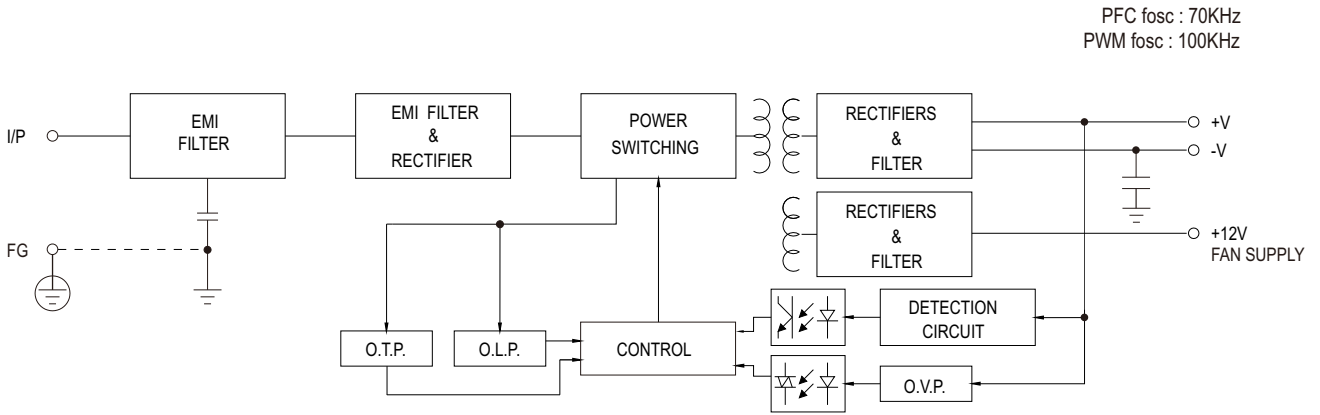 PFC fosc : 70KHz
PWM fosc : 100KHz
I/P
EMI
FILTER
EMI FILTER
&
RECTIFIER
POWER
SWITCHING
RECTIFIERS
&
FILTER
+V
-V
FG
RECTIFIERS
&
FILTER
+12V
FAN SUPPLY
O.T.P.
O.L.P.
CONTROL
DETECTION
CIRCUIT
O.V.P.